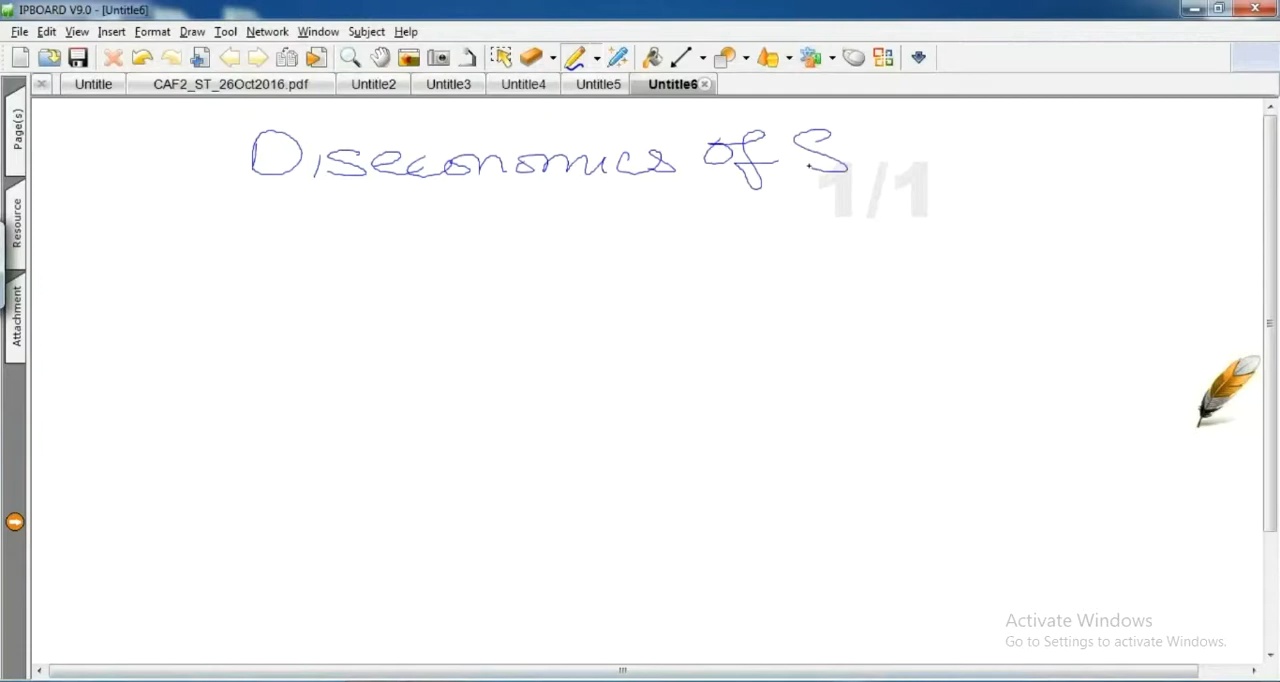 IPBOARD V9.0 - [Untitle6]
File Edit View Insert Format Draw Tool Network Window Subject Help
Untitle CAF2_ST_26Oct2016.pdf Untitle2 Untitle3 Untitle4 Untitle5 Untitle6
Page(s)
Resource
Attachment
Diseconomics of S
1/1
Activate Windows
Go to Settings to activate Windows.